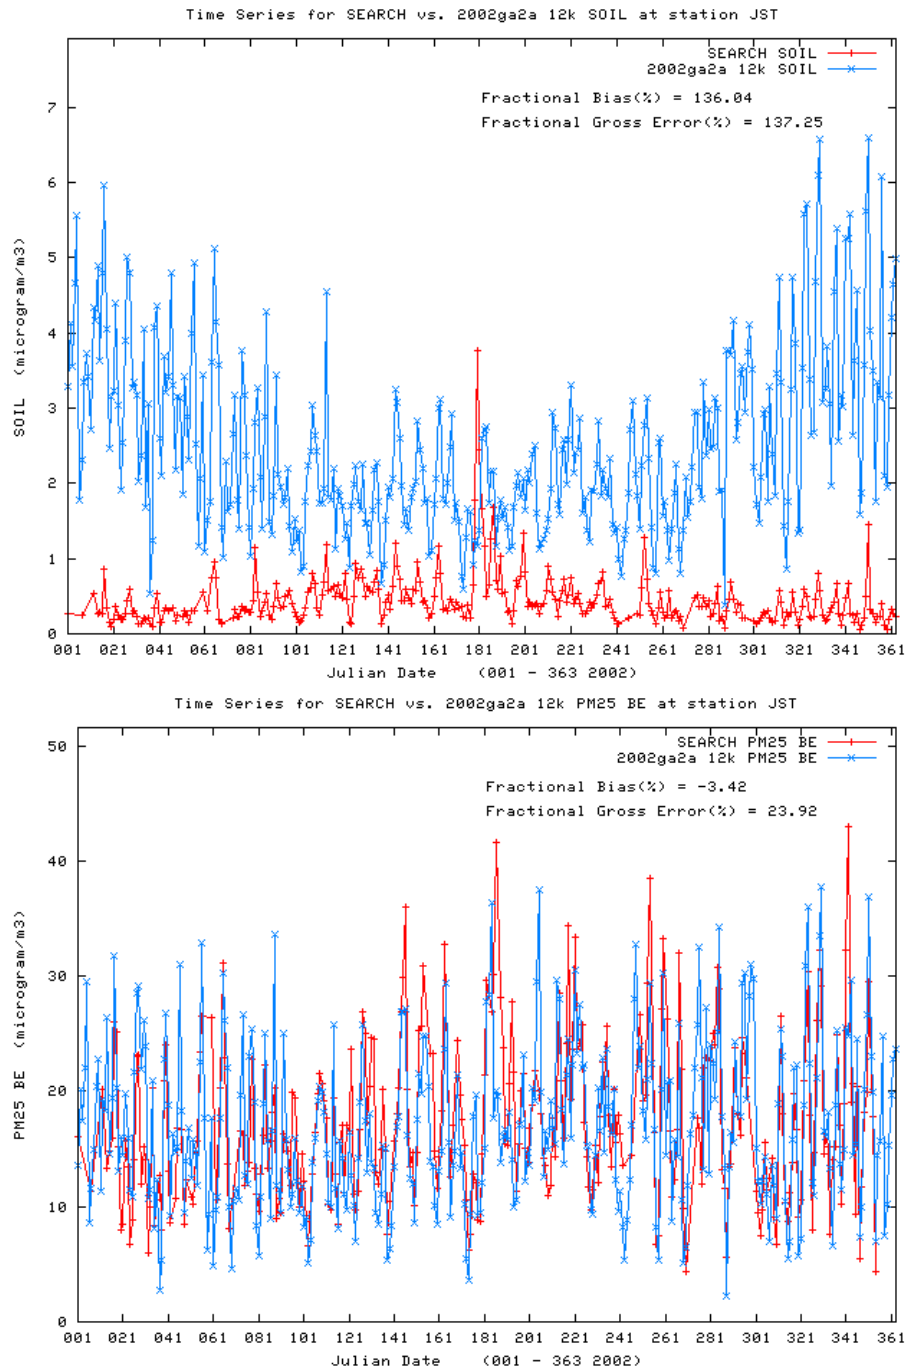 Time Series for SEARCH vs. 2002ga2a 12k SOIL at station JST
SEARCH SOIL
2002ga2a 12k SOIL
Fractional Bias(%) = 136.04
Fractional Gross Error(%) = 137.25
7
6
5
4
3
2
1
0
SOIL (microgram/m3)
001 021 041 061 081 101 121 141 161 181 201 221 241 261 281 301 321 341 361
Julian Date (001 - 363 2002)
Time Series for SEARCH vs. 2002ga2a 12k PM25 BE at station JST
SEARCH PM25 BE
2002ga2a 12k PM25 BE
Fractional Bias(%) = -3.42
Fractional Gross Error(%) = 23.92
50
40
30
20
10
0
PM25 BE (microgram/m3)
001 021 041 061 081 101 121 141 161 181 201 221 241 261 281 301 321 341 361
Julian Date (001 - 363 2002)